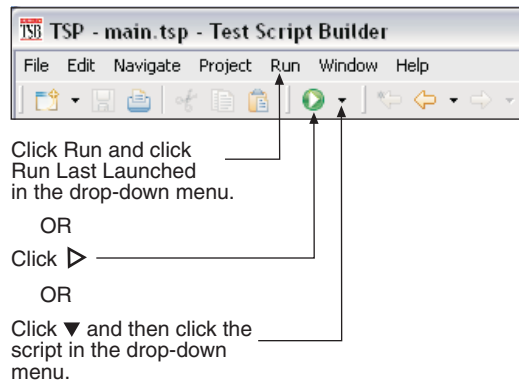 TSB TSP - main.tsp - Test Script Builder
File Edit Navigate Project Run Window Help
Click Run and click
Run Last Launched
in the drop-down menu.
OR
Click ▷
OR
Click ▼ and then click the
script in the drop-down
menu.